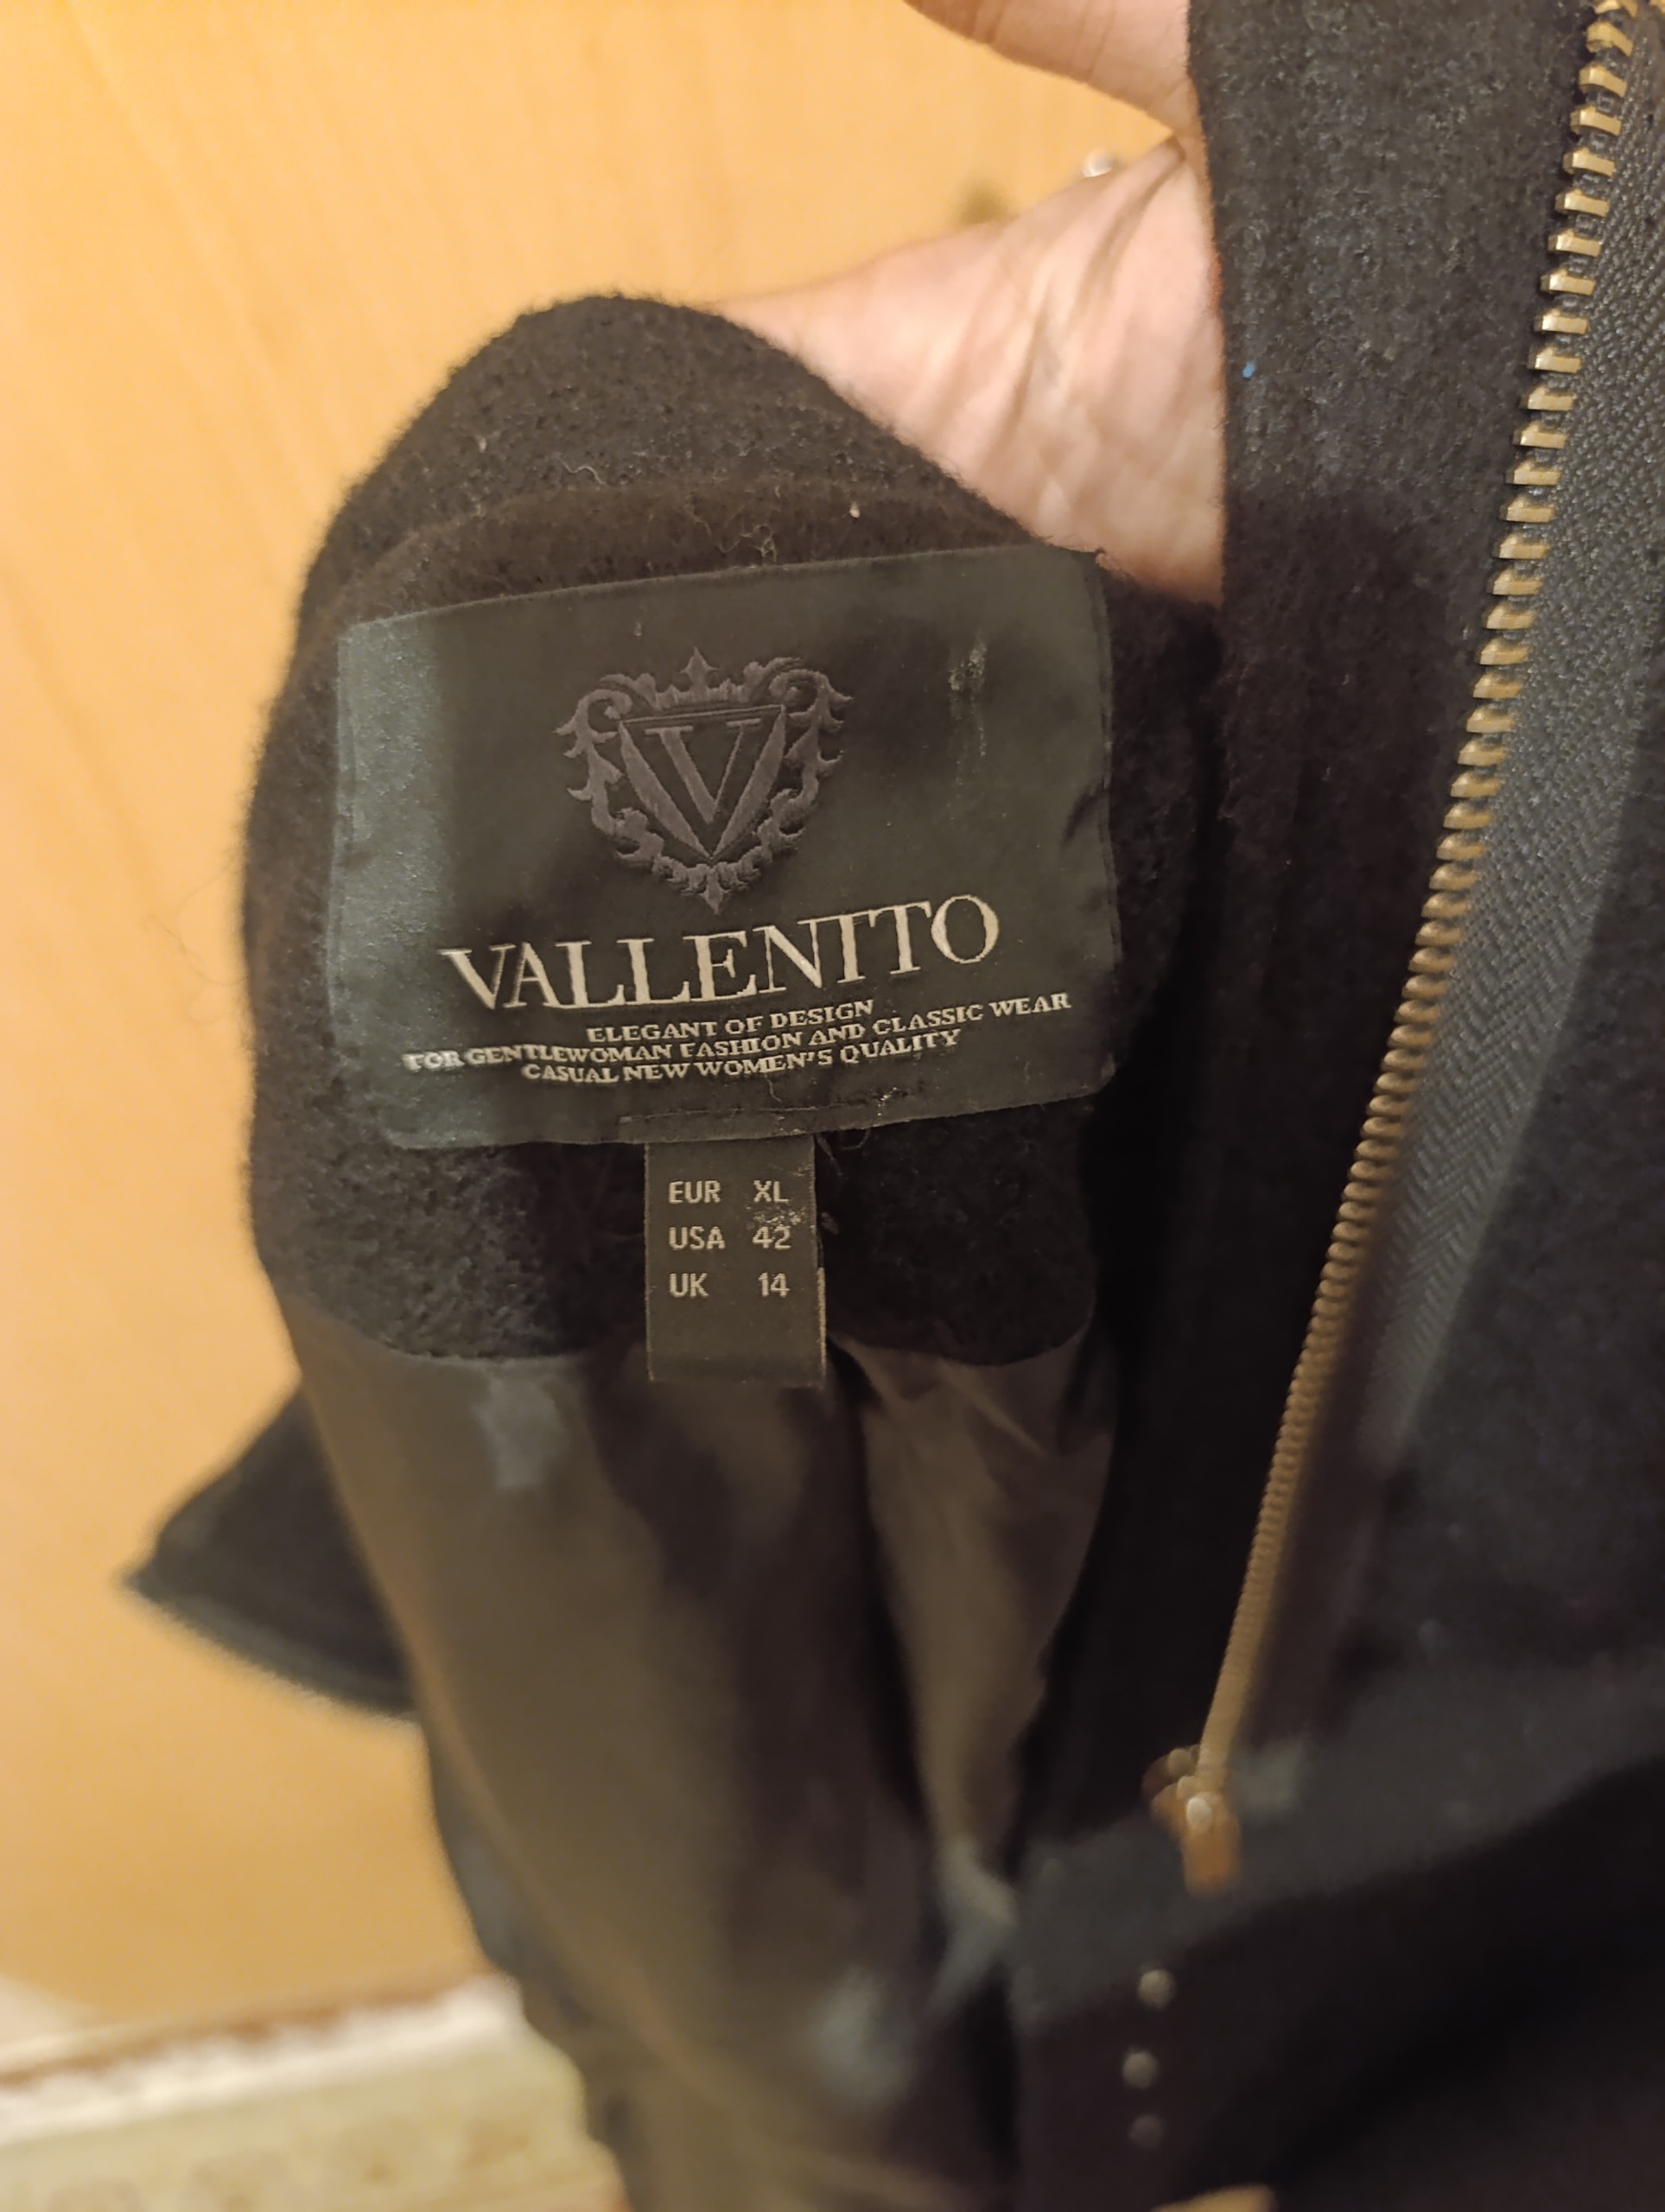 V
VALLENITO
ELEGANT OF DESIGN
FOR GENTLEWOMAN FASHION AND CLASSIC WEAR
CASUAL NEW WOMEN'S QUALITY
EUR XL
USA 42
UK 14